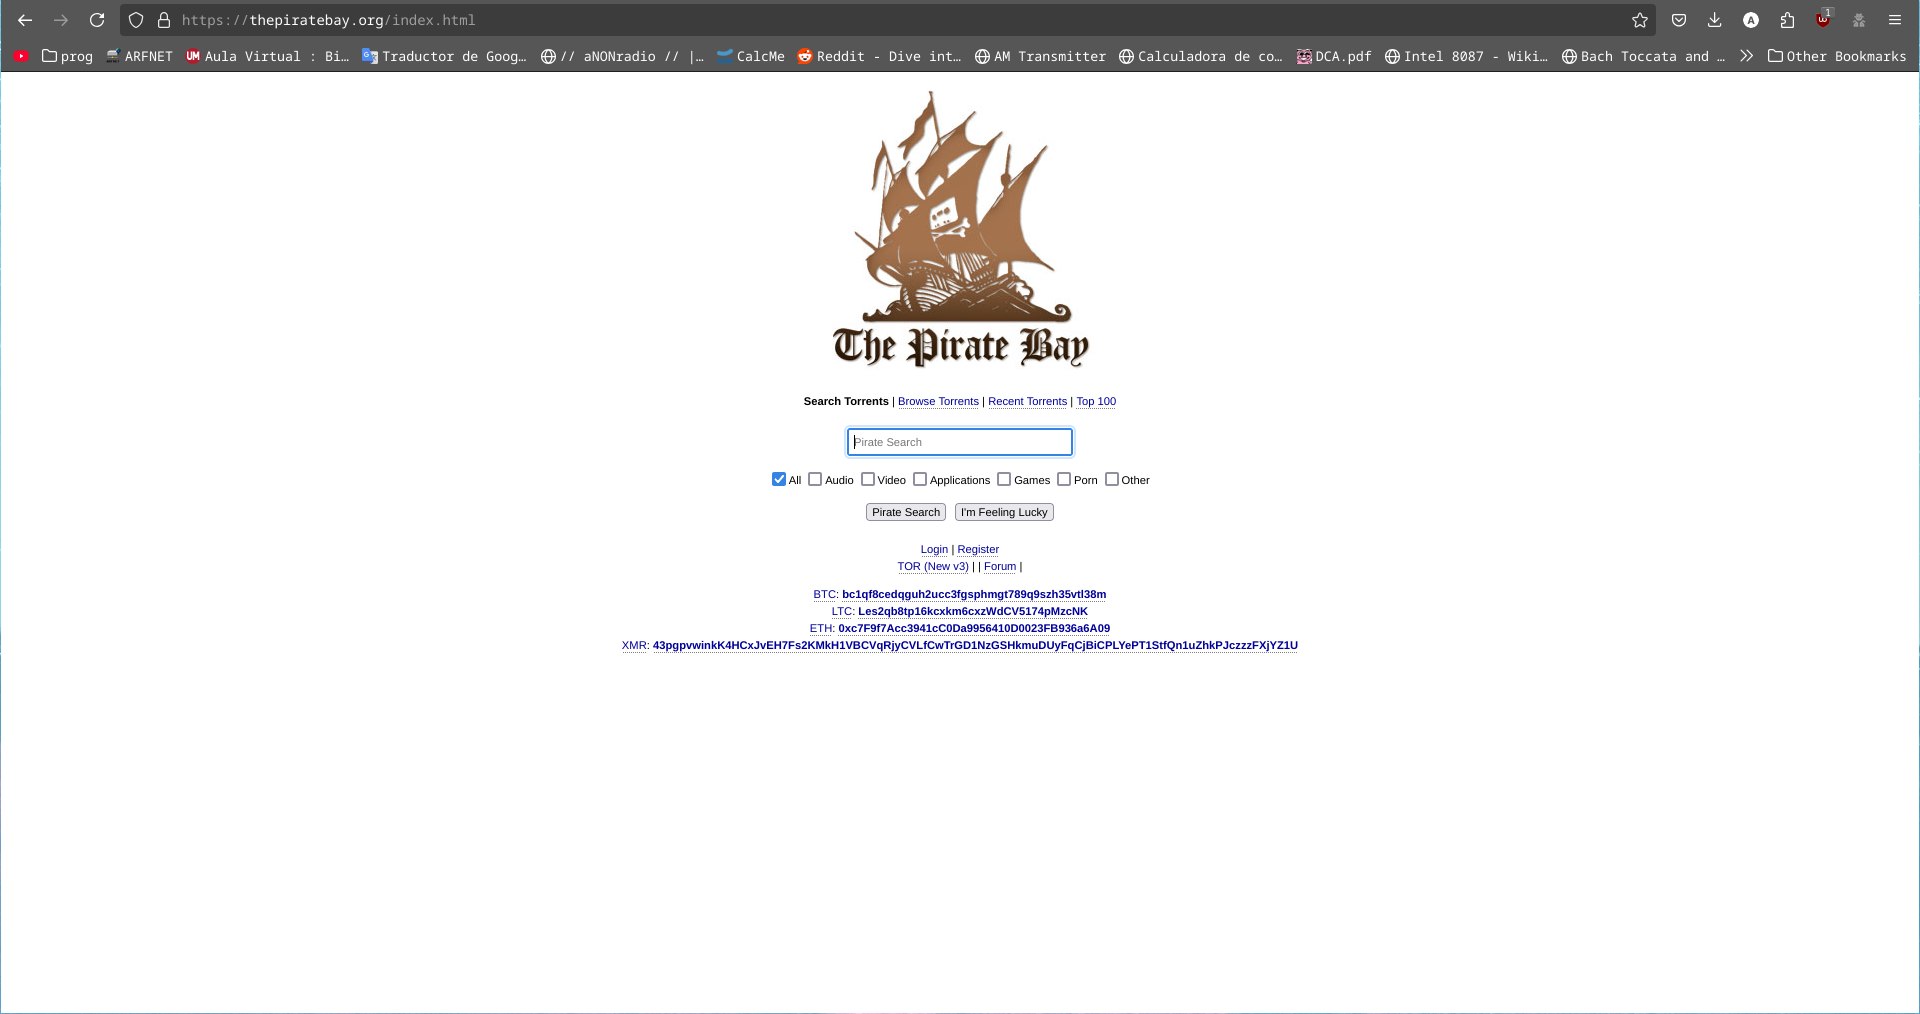 https://thepiratebay.org/index.html
1
prog ARFNET UM Aula Virtual : Bi… Traductor de Goog… // aNONradio // |… CalcMe Reddit - Dive int… AM Transmitter Calculadora de co… DCA.pdf Intel 8087 - Wiki… Bach Toccata and … Other Bookmarks
The Pirate Bay
Search Torrents | Browse Torrents | Recent Torrents | Top 100
Pirate Search
All Audio Video Applications Games Porn Other
Pirate Search I'm Feeling Lucky
Login | Register
TOR (New v3) | | Forum |
BTC: bc1qf8cedqguh2ucc3fgsphmgt789q9szh35vtl38m
LTC: Les2qb8tp16kcxkm6cxzWdCV5174pMzcNK
ETH: 0xc7F9f7Acc3941cC0Da9956410D0023FB936a6A09
XMR: 43pgpvwinkK4HCxJvEH7Fs2KMkH1VBCVqRjyCVLfCwTrGD1NzGSHkmuDUyFqCjBiCPLYePT1StfQn1uZhkPJczzzFXjYZ1U